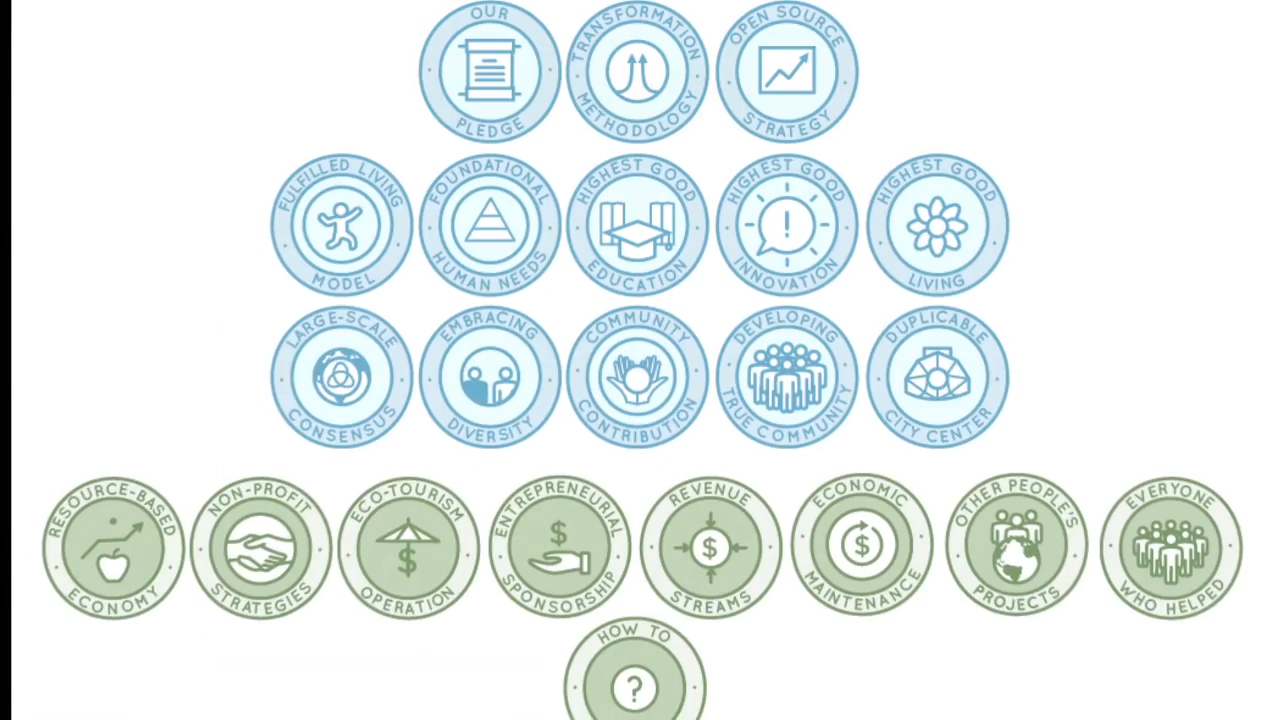 OUR PLEDGE
TRANSFORMATION METHODOLOGY
OPEN SOURCE STRATEGY
FULFILLED LIVING MODEL
FOUNDATIONAL HUMAN NEEDS
HIGHEST GOOD EDUCATION
HIGHEST GOOD INNOVATION
HIGHEST GOOD LIVING
LARGE-SCALE CONSENSUS
EMBRACING DIVERSITY
COMMUNITY CONTRIBUTION
DEVELOPING TRUE COMMUNITY
DUPLICABLE CITY CENTER
RESOURCE-BASED ECONOMY
NON-PROFIT STRATEGIES
ECO-TOURISM OPERATION
ENTREPRENEURIAL SPONSORSHIP
REVENUE STREAMS
ECONOMIC MAINTENANCE
OTHER PEOPLE'S PROJECTS
EVERYONE WHO HELPED
HOW TO